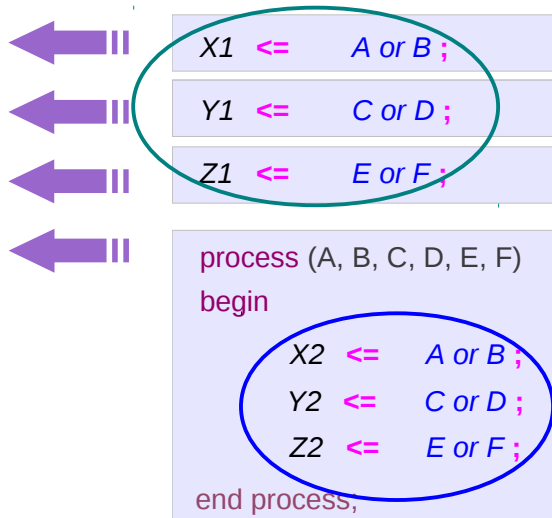 X1 <= A or B ;
Y1 <= C or D ;
Z1 <= E or F ;
process (A, B, C, D, E, F)
begin
X2 <= A or B ;
Y2 <= C or D ;
Z2 <= E or F ;
end process;